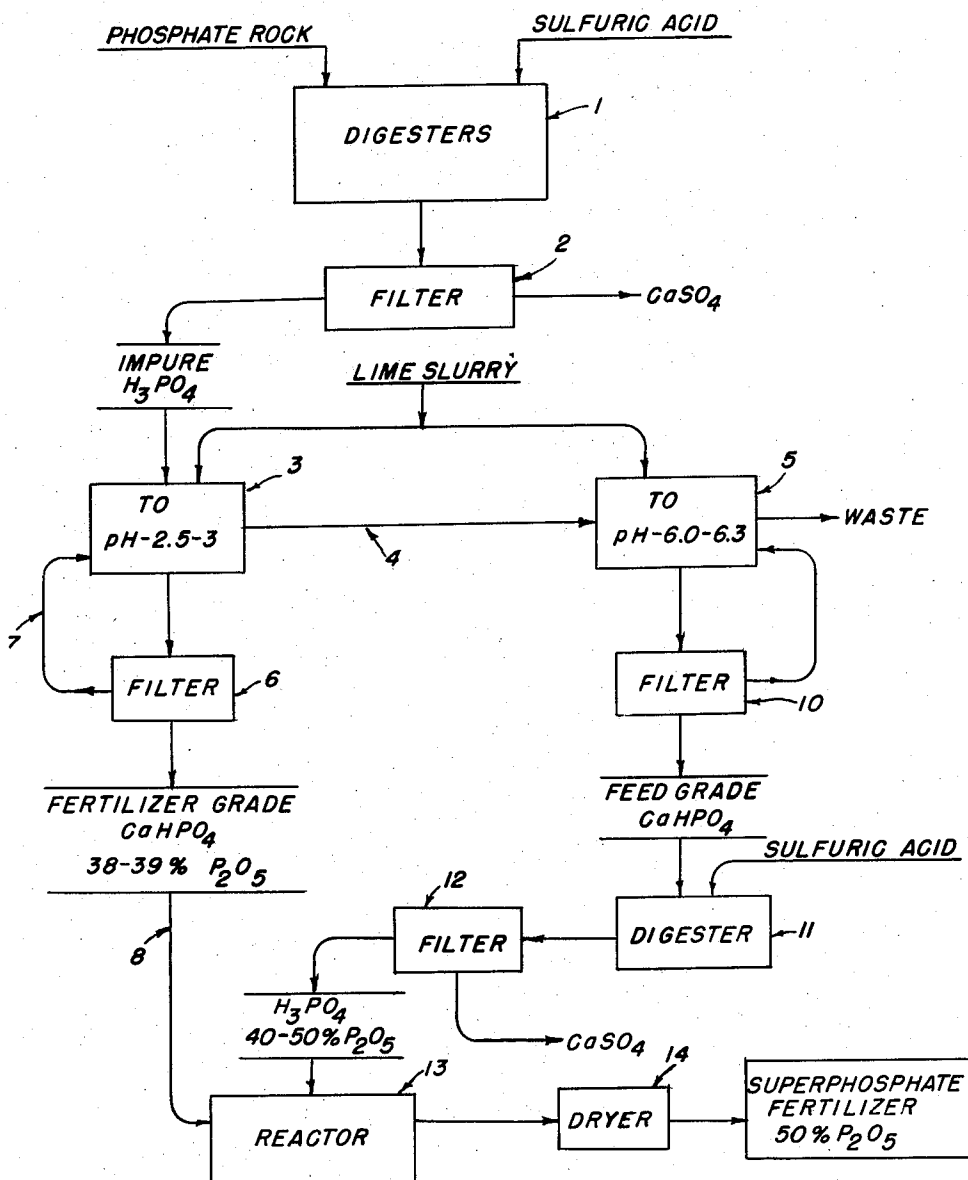 PHOSPHATE ROCK
SULFURIC ACID
1
DIGESTERS
2
FILTER
CaSO4
IMPURE
H3PO4
LIME SLURRY
3
5
TO
pH-2.5-3
TO
pH-6.0-6.3
WASTE
4
7
FILTER
6
FILTER
10
FERTILIZER GRADE
CaHPO4
38-39% P2O5
FEED GRADE
CaHPO4
SULFURIC ACID
12
8
FILTER
DIGESTER
11
H3PO4
40-50% P2O5
CaSO4
13
14
REACTOR
DRYER
SUPERPHOSPHATE
FERTILIZER
50% P2O5